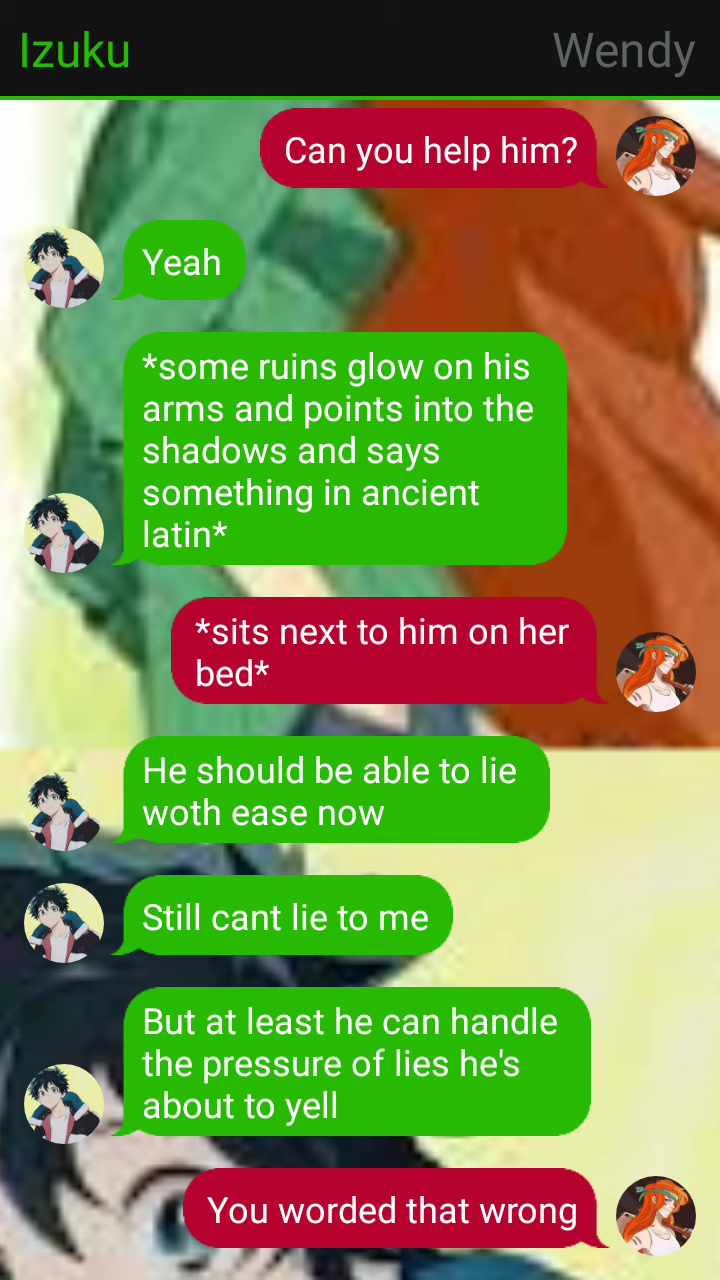 Izuku
Wendy
Can you help him?
Yeah
*some ruins glow on his
arms and points into the
shadows and says
something in ancient
latin*
*sits next to him on her
bed*
He should be able to lie
woth ease now
Still cant lie to me
But at least he can handle
the pressure of lies he's
about to yell
You worded that wrong